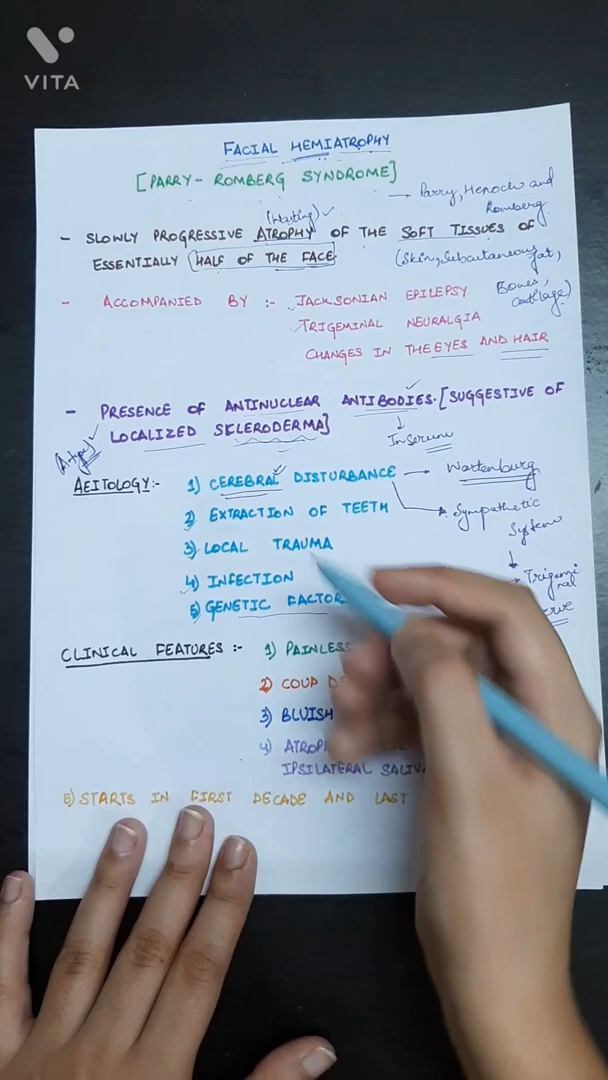 VITA
FACIAL HEMIATROPHY
[PARRY- ROMBERG SYNDROME]
Parry, Henoch and
Romberg
(Wasting)
- SLOWLY PROGRESSIVE ATROPHY OF THE SOFT TISSUES OF
ESSENTIALLY HALF OF THE FACE.
(Skin, Subcutaneous fat,
Bones,
Cartilage)
- ACCOMPANIED BY :- JACKSONIAN EPILEPSY
TRIGEMINAL NEURALGIA
CHANGES IN THE EYES AND HAIR
- PRESENCE OF ANTINUCLEAR ANTIBODIES.[SUGGESTIVE OF
LOCALIZED SKLERODERMA]
In serum
AEITOLOGY:-
1) CEREBRAL DISTURBANCE
Wartenburg
Sympathetic
System
Trigemi
nal
2) EXTRACTION OF TEETH
3) LOCAL TRAUMA
4) INFECTION
5) GENETIC FACTOR
CLINICAL FEATURES :-
1) PAINLESS
2) COUP D
3) BLUISH
4) ATROP
IPSILATERAL SALIV
5) STARTS IN FIRST DECADE AND LAST